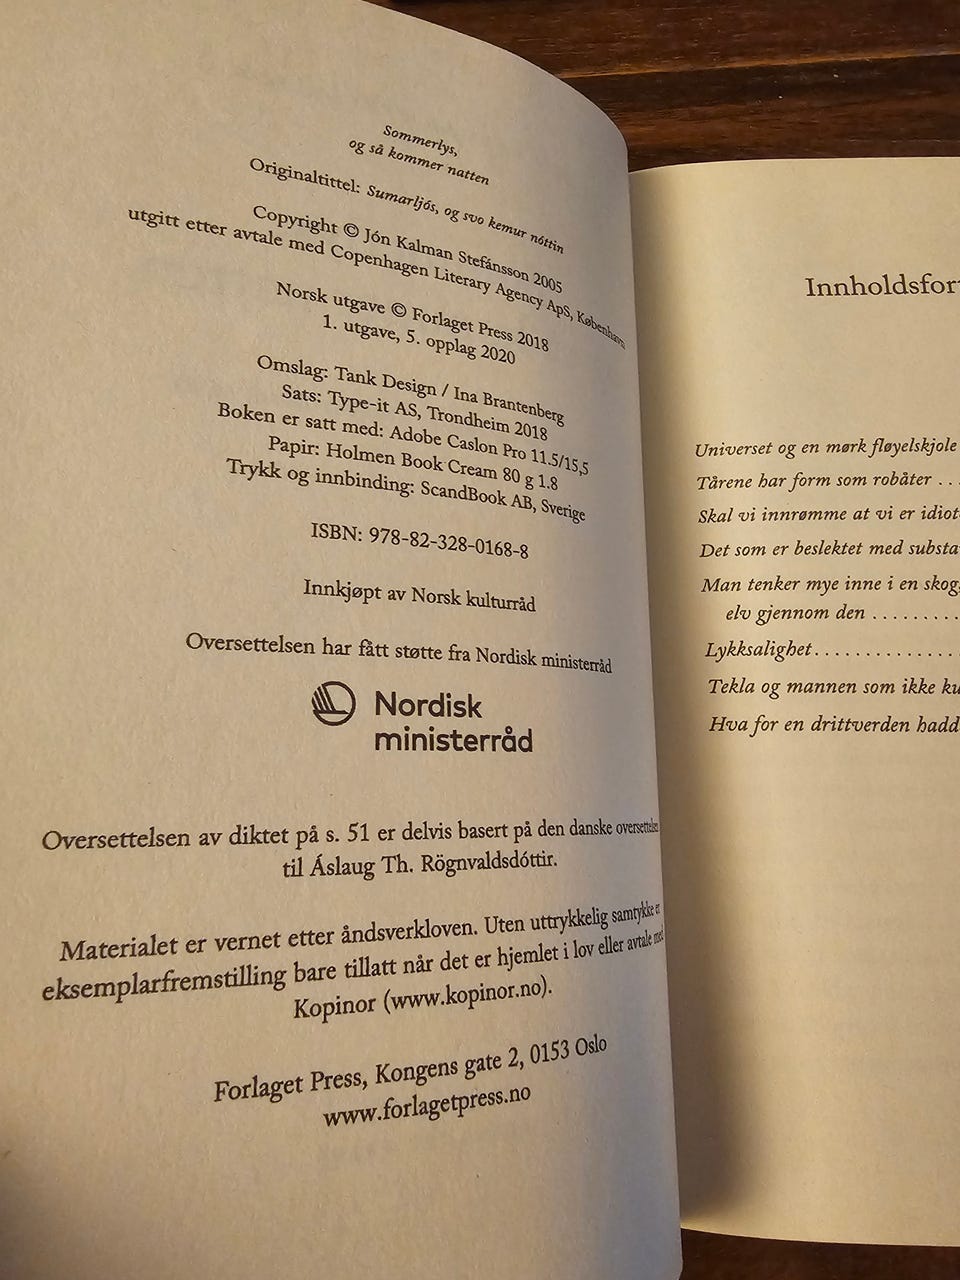 Sommerlys,
og så kommer natten
Originaltittel: Sumarljós, og svo kemur nóttin
Copyright © Jón Kalman Stefánsson 2005
utgitt etter avtale med Copenhagen Literary Agency ApS, København
Norsk utgave © Forlaget Press 2018
1. utgave, 5. opplag 2020
Omslag: Tank Design / Ina Brantenberg
Sats: Type-it AS, Trondheim 2018
Boken er satt med: Adobe Caslon Pro 11.5/15,5
Papir: Holmen Book Cream 80 g 1.8
Trykk og innbinding: ScandBook AB, Sverige
ISBN: 978-82-328-0168-8
Innkjøpt av Norsk kulturråd
Oversettelsen har fått støtte fra Nordisk ministerråd
Nordisk
ministerråd
Oversettelsen av diktet på s. 51 er delvis basert på den danske oversettelsen
til Áslaug Th. Rögnvaldsdóttir.
Materialet er vernet etter åndsverkloven. Uten uttrykkelig samtykke er
eksemplarfremstilling bare tillatt når det er hjemlet i lov eller avtale med
Kopinor (www.kopinor.no).
Forlaget Press, Kongens gate 2, 0153 Oslo
www.forlagetpress.no
Innholdsfor
Universet og en mørk fløyelskjole
Tårene har form som robåter . .
Skal vi innrømme at vi er idiot
Det som er beslektet med substa
Man tenker mye inne i en skog,
elv gjennom den . . . . . . . . .
Lykksalighet. . . . . . . . . . . . . . .
Tekla og mannen som ikke ku
Hva for en drittverden hadd